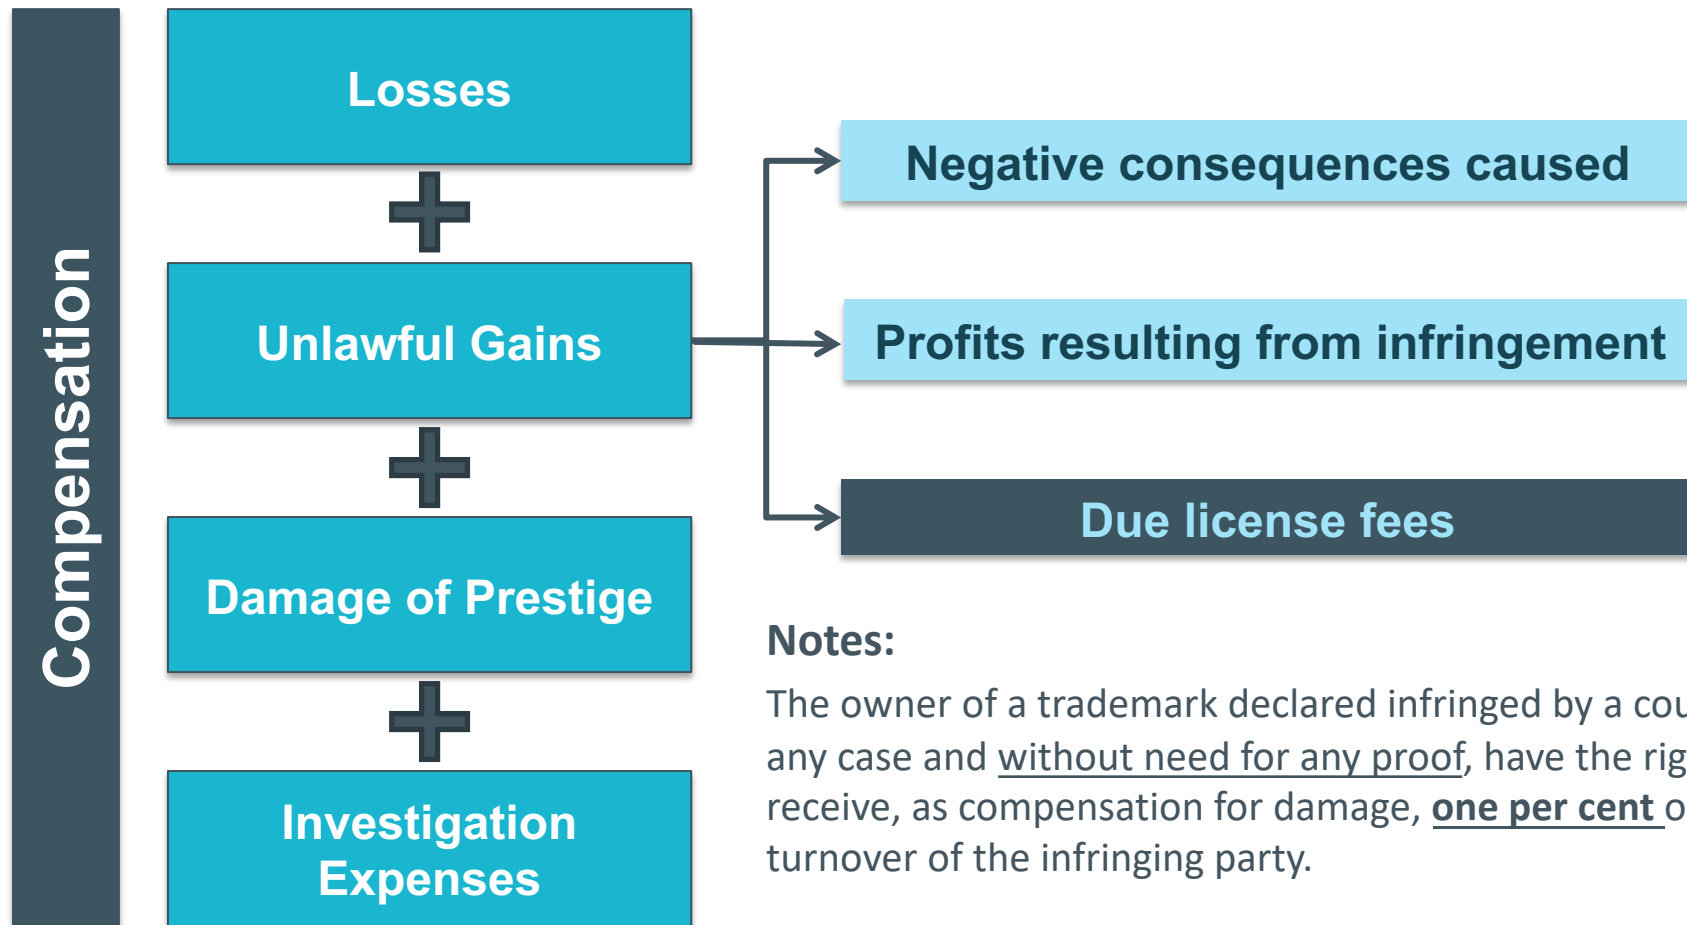 Compensation
Losses
Unlawful Gains
Damage of Prestige
Investigation
Expenses
Negative consequences caused
Profits resulting from infringement
Due license fees
Notes:
The owner of a trademark declared infringed by a
any case and without need for any proof, have the
receive, as compensation for damage, one per cent
turnover of the infringing party.